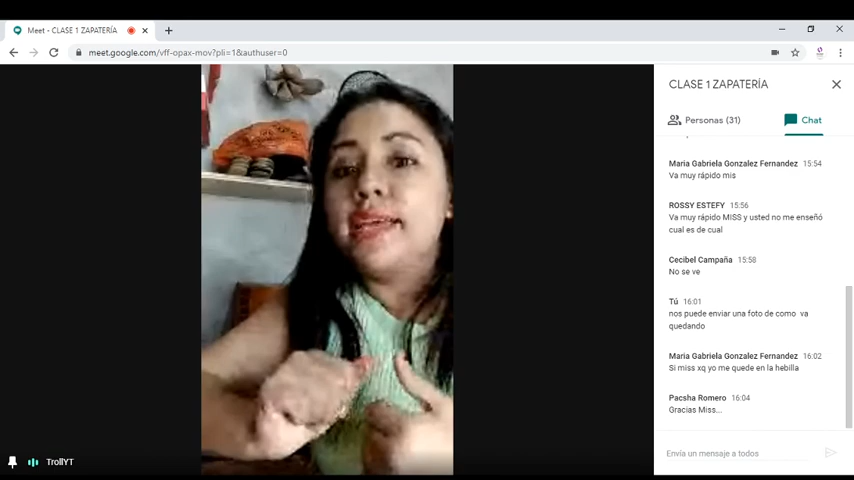 Meet - CLASE 1 ZAPATERÍA
meet.google.com/vff-opax-mov?pli=1&authuser=0
CLASE 1 ZAPATERÍA
Personas (31)
Chat
Maria Gabriela Gonzalez Fernandez 15:54
Va muy rápido mis
ROSSY ESTEFY 15:56
Va muy rápido MISS y usted no me enseñó
cual es de cual
Cecibel Campaña 15:58
No se ve
Tú 16:01
nos puede enviar una foto de como va
quedando
Maria Gabriela Gonzalez Fernandez 16:02
Si miss xq yo me quede en la hebilla
Pacsha Romero 16:04
Gracias Miss...
Envía un mensaje a todos
TrollYT